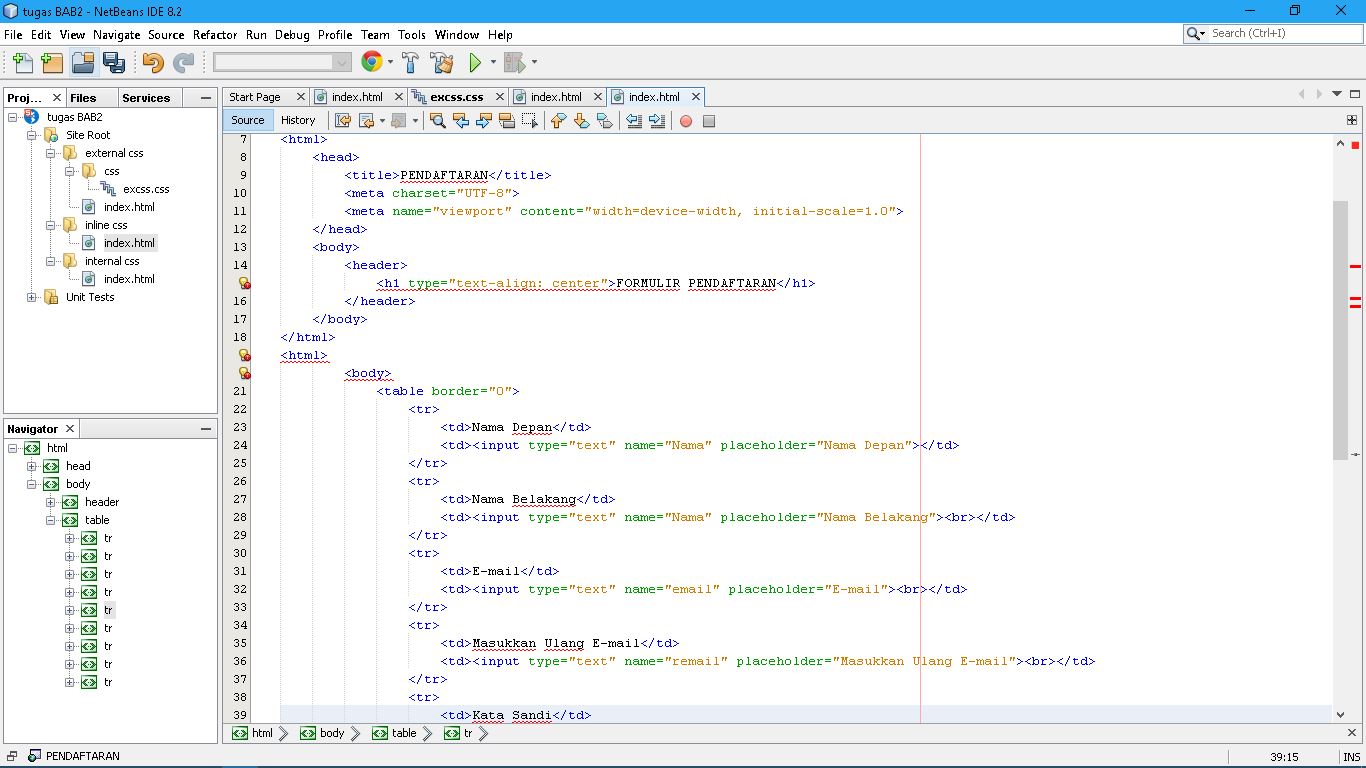 tugas BAB2 - NetBeans IDE 8.2
File Edit View Navigate Source Refactor Run Debug Profile Team Tools Window Help
Search (Ctrl+I)
Proj... Files Services
tugas BAB2
Site Root
external css
css
excss.css
index.html
inline css
index.html
internal css
index.html
Unit Tests
Navigator
html
head
body
header
table
tr
tr
tr
tr
tr
tr
tr
tr
tr
Start Page index.html excss.css index.html index.html
Source History
7 <html>
8 <head>
9 <title>PENDAFTARAN</title>
10 <meta charset="UTF-8">
11 <meta name="viewport" content="width=device-width, initial-scale=1.0">
12 </head>
13 <body>
14 <header>
<h1 type="text-align: center">FORMULIR PENDAFTARAN</h1>
16 </header>
17 </body>
18 </html>
<html>
<body>
21 <table border="0">
22 <tr>
23 <td>Nama Depan</td>
24 <td><input type="text" name="Nama" placeholder="Nama Depan"></td>
25 </tr>
26 <tr>
27 <td>Nama Belakang</td>
28 <td><input type="text" name="Nama" placeholder="Nama Belakang"><br></td>
29 </tr>
30 <tr>
31 <td>E-mail</td>
32 <td><input type="text" name="email" placeholder="E-mail"><br></td>
33 </tr>
34 <tr>
35 <td>Masukkan Ulang E-mail</td>
36 <td><input type="text" name="remail" placeholder="Masukkan Ulang E-mail"><br></td>
37 </tr>
38 <tr>
39 <td>Kata Sandi</td>
html body table tr
PENDAFTARAN
39:15 INS